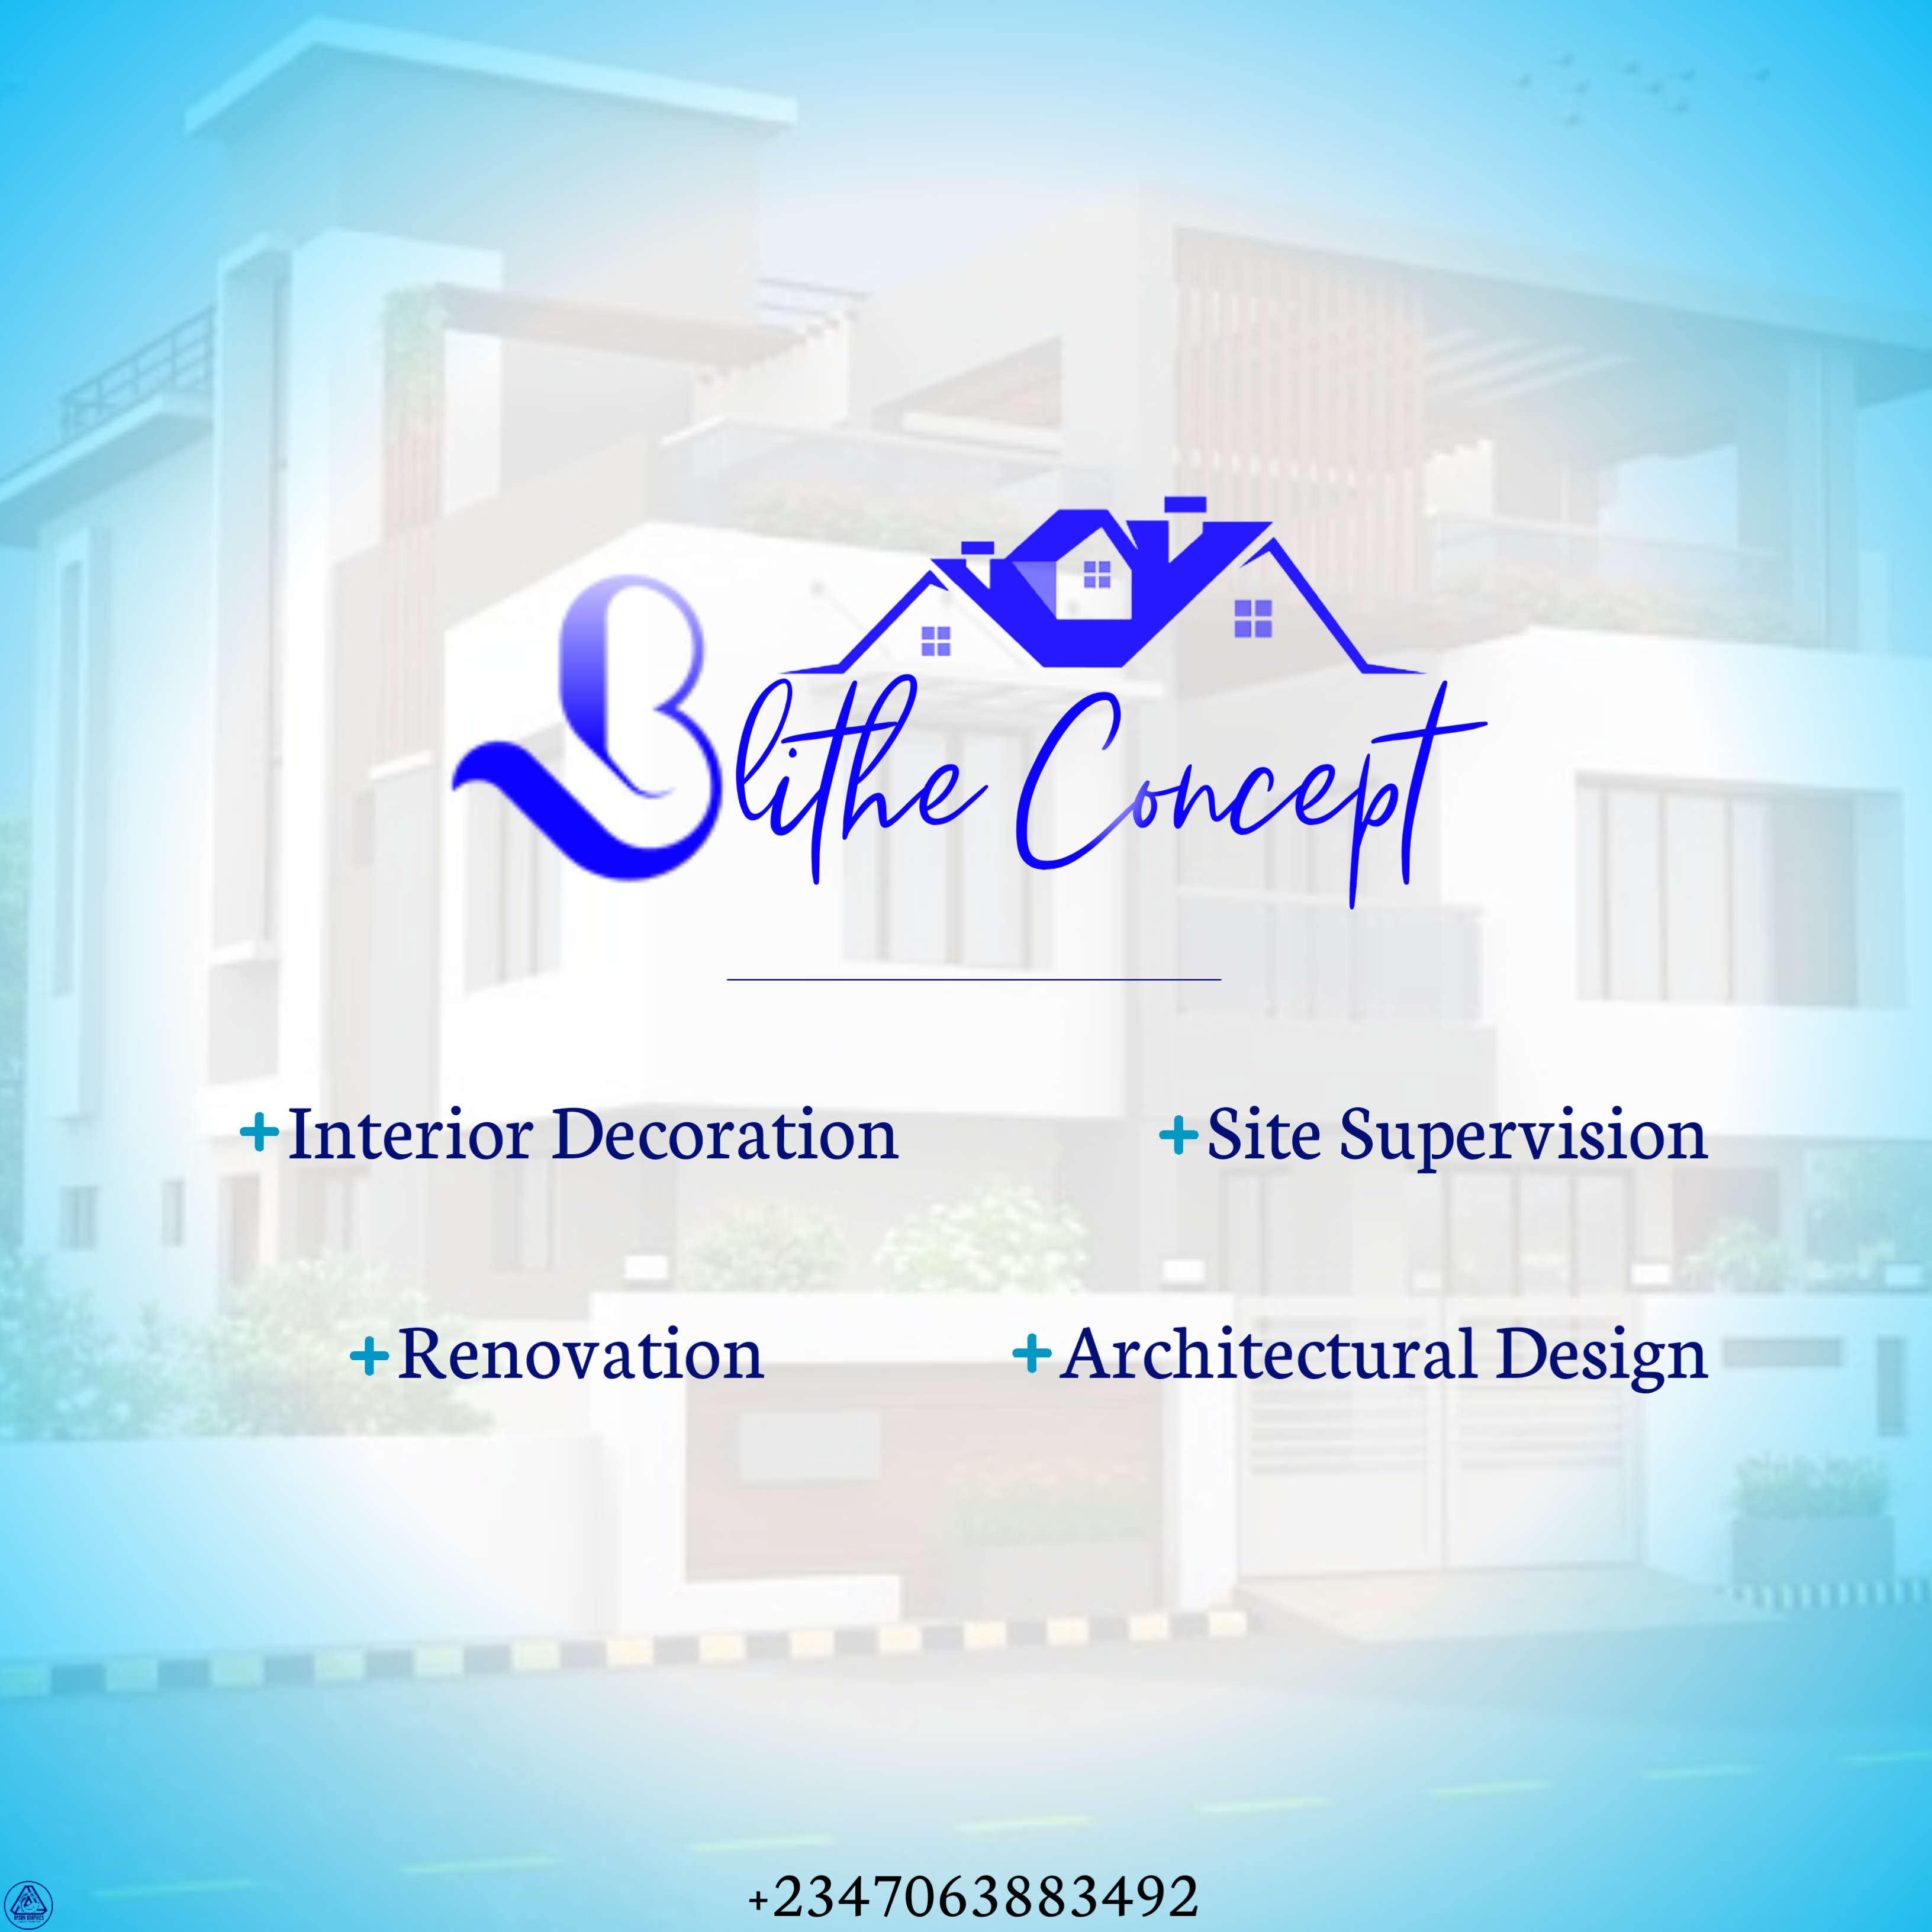 Blithe Concept
+Interior Decoration
+Site Supervision
+Renovation
+Architectural Design
+2347063883492